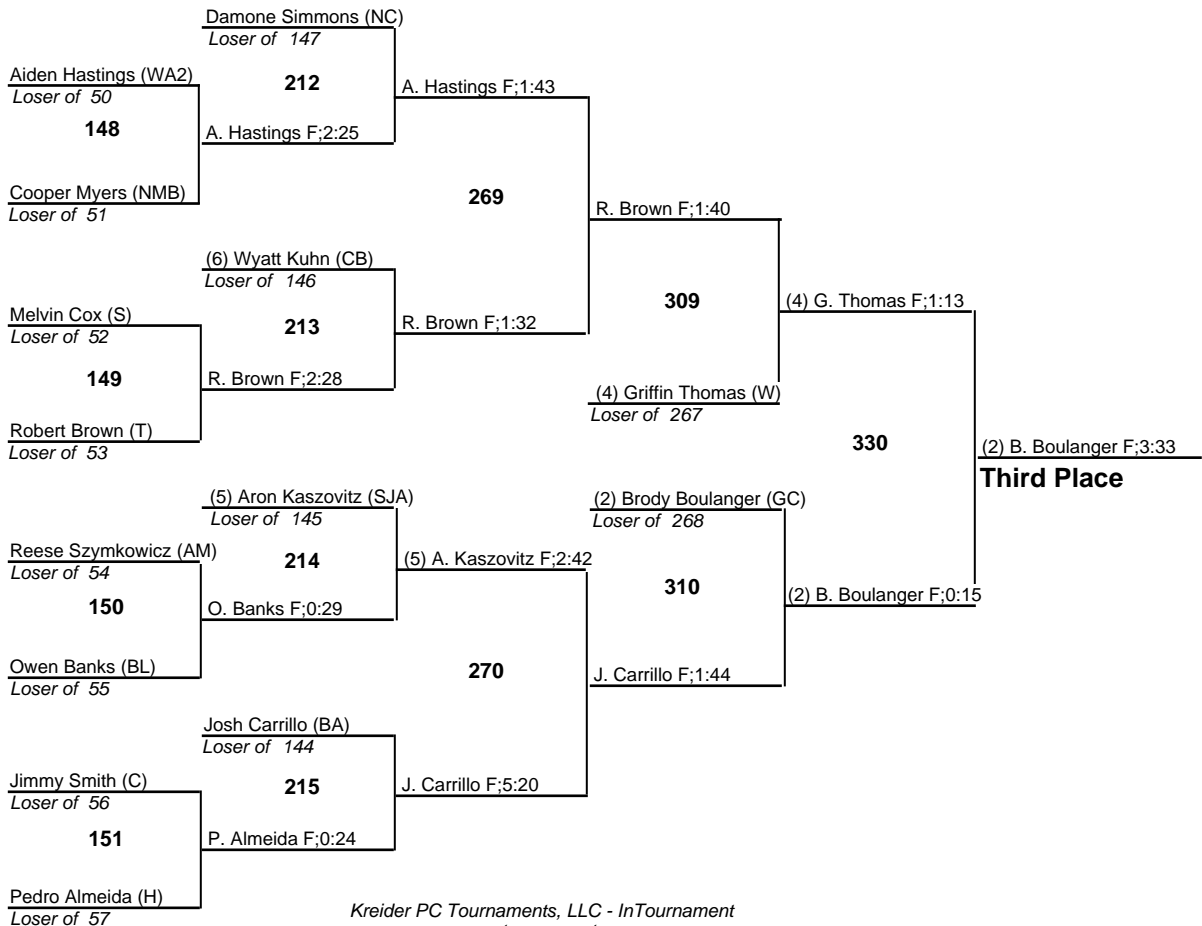 Damone Simmons (NC)
Loser of 147
Aiden Hastings (WA2)
Loser of 50
212
A. Hastings F;1:43
148
A. Hastings F;2:25
Cooper Myers (NMB)
Loser of 51
269
R. Brown F;1:40
(6) Wyatt Kuhn (CB)
Loser of 146
Melvin Cox (S)
Loser of 52
213
R. Brown F;1:32
309
(4) G. Thomas F;1:13
149
R. Brown F;2:28
(4) Griffin Thomas (W)
Loser of 267
Robert Brown (T)
Loser of 53
330
(2) B. Boulanger F;3:33
Third Place
(5) Aron Kaszovitz (SJA)
Loser of 145
(2) Brody Boulanger (GC)
Loser of 268
Reese Szymkowicz (AM)
Loser of 54
214
(5) A. Kaszovitz F;2:42
310
150
O. Banks F;0:29
(2) B. Boulanger F;0:15
Owen Banks (BL)
Loser of 55
270
J. Carrillo F;1:44
Josh Carrillo (BA)
Loser of 144
Jimmy Smith (C)
Loser of 56
215
J. Carrillo F;5:20
151
P. Almeida F;0:24
Pedro Almeida (H)
Loser of 57
Kreider PC Tournaments, LLC - InTournament